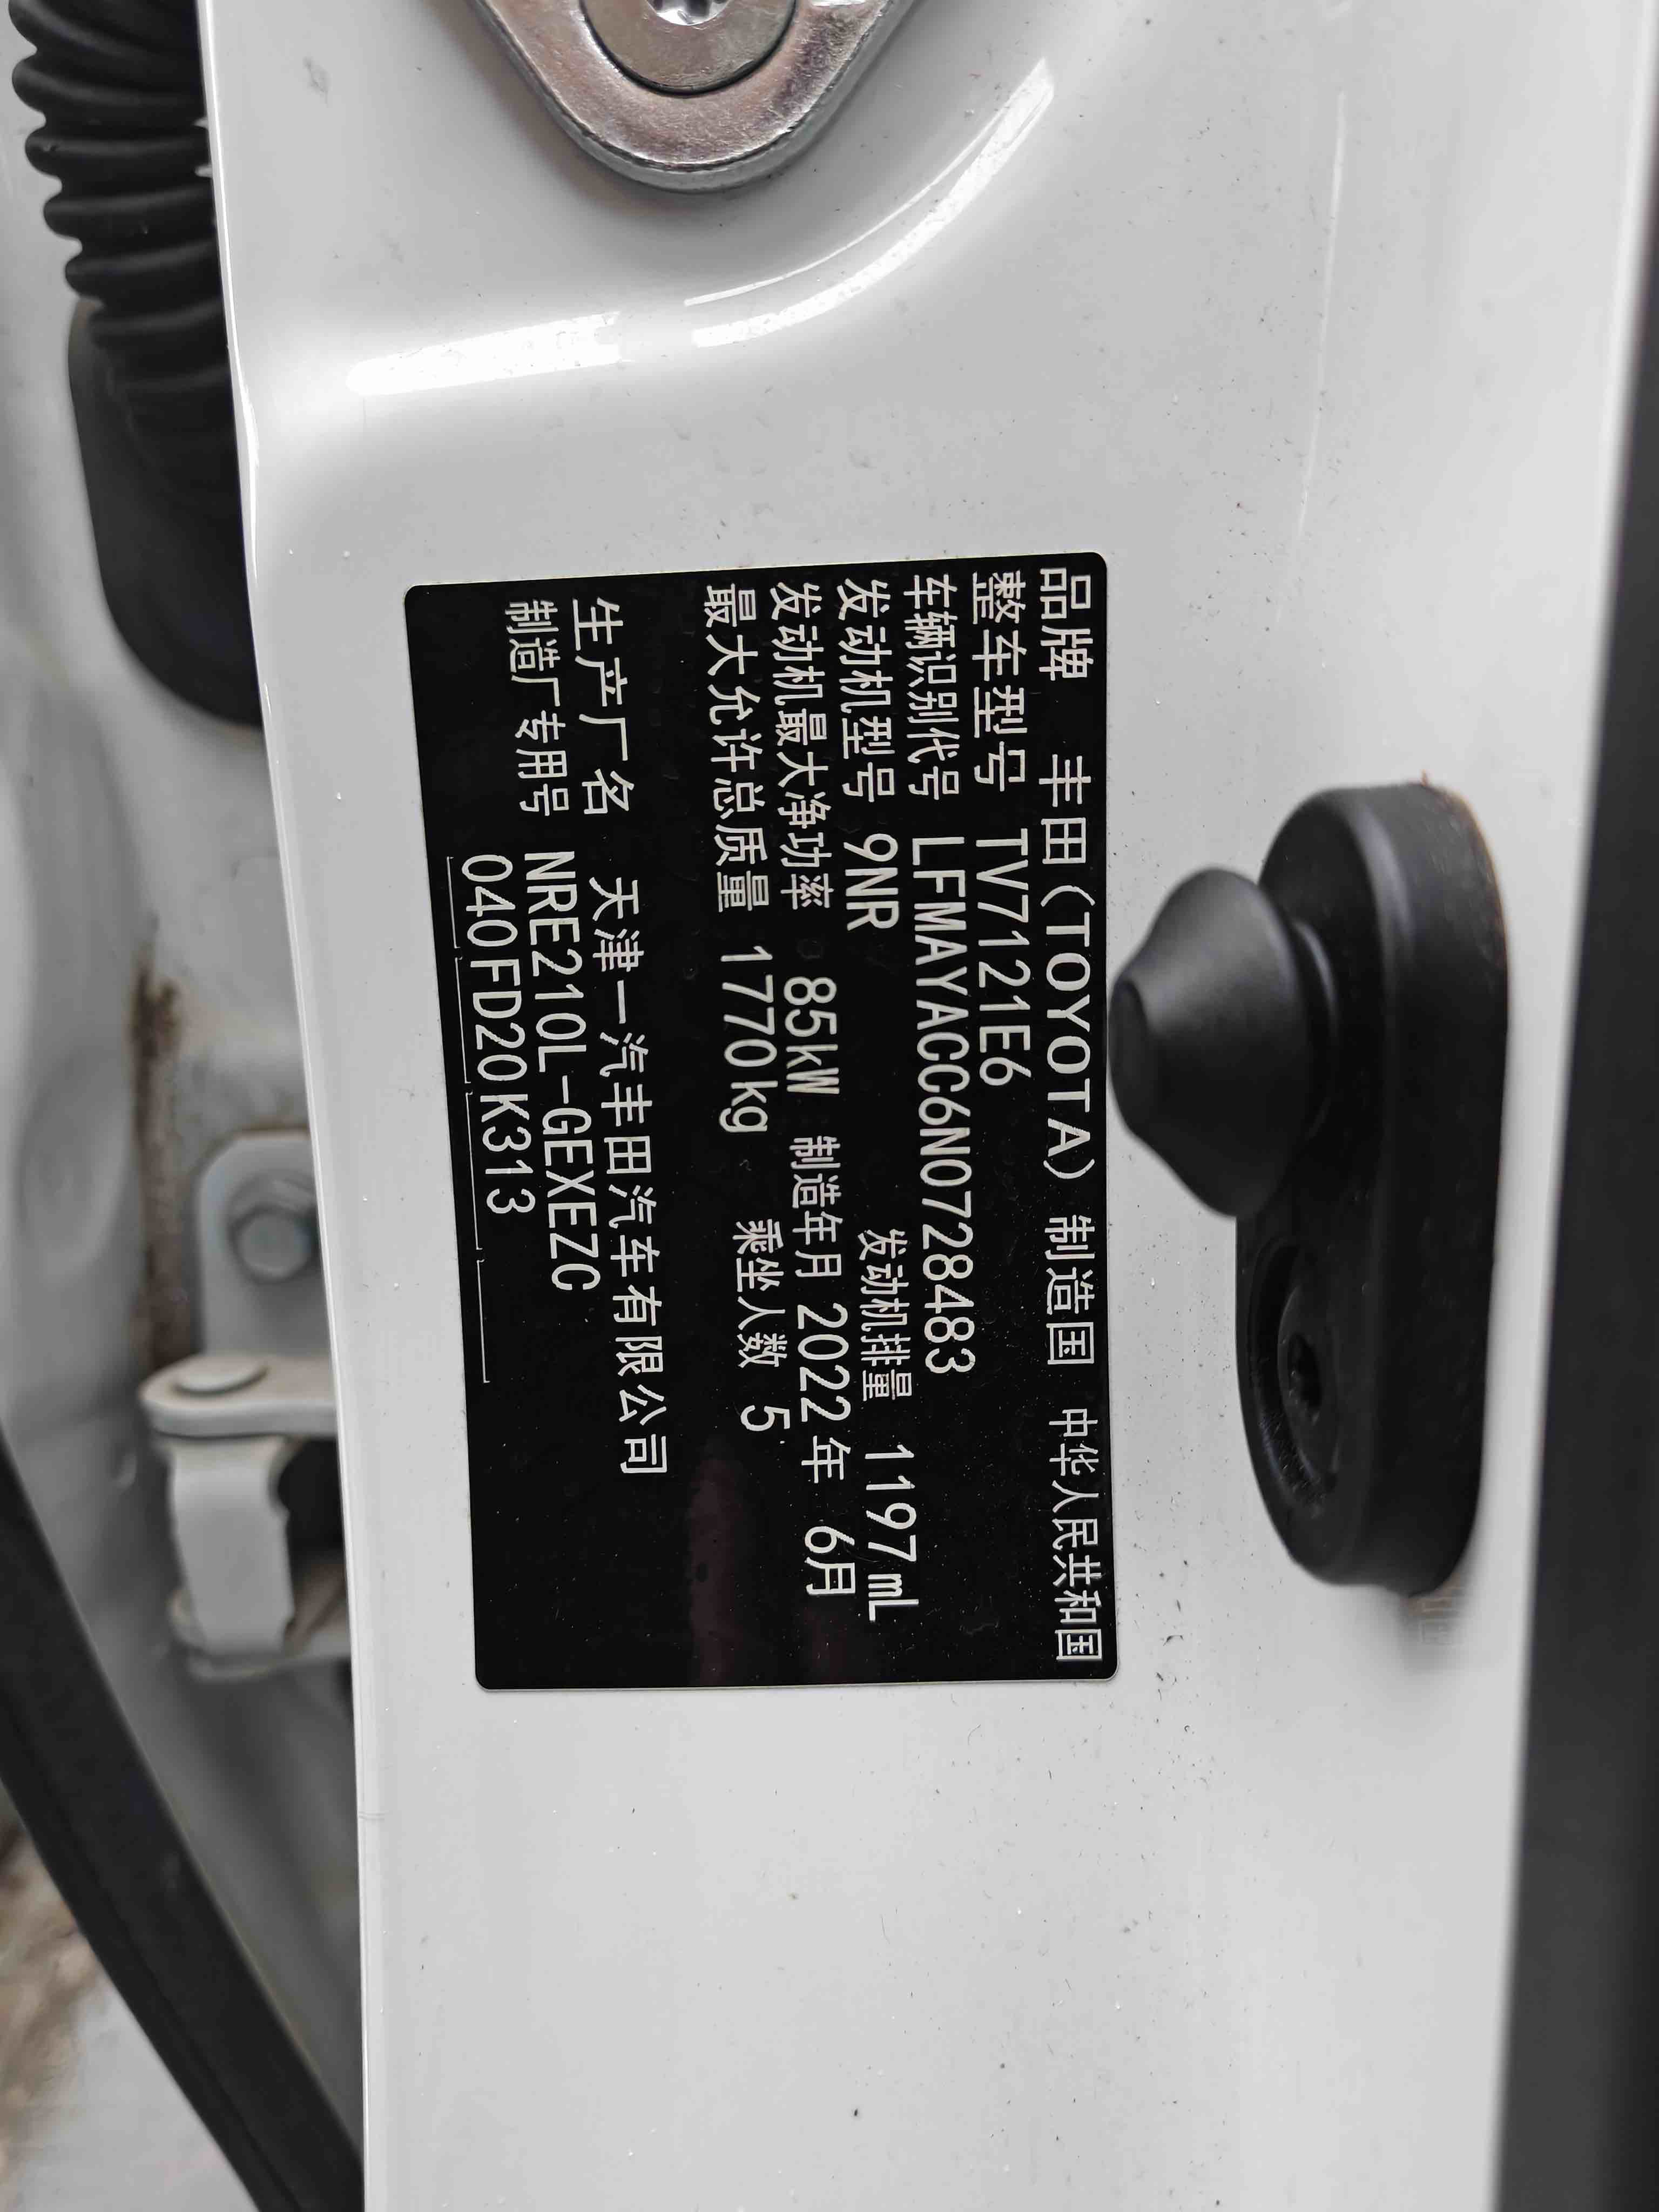 品牌 丰田(TOYOTA) 制造国 中华人民共和国
整车型号 TV7121E6
车辆识别代号 LFMAYACC6N0728483
发动机型号 9NR 发动机排量 1197mL
发动机最大净功率 85kW 制造年月 2022年 6月
最大允许总质量 1770kg 乘坐人数 5
生产厂名 天津一汽丰田汽车有限公司
制造厂专用号 NRE210L-GEXEZC
040FD20K313